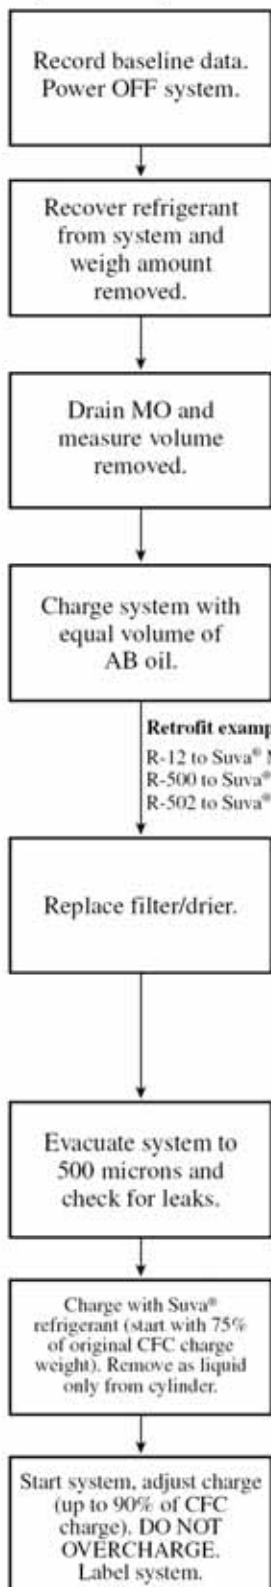 Record baseline data.
Power OFF system.
Recover refrigerant
from system and
weigh amount
removed.
Drain MO and
measure volume
removed.
Charge system with
equal volume of
AB oil.
Retrofit examp
R-12 to Suva®
R-500 to Suva®
R-502 to Suva®
Replace filter/drier.
Evacuate system to
500 microns and
check for leaks.
Charge with Suva®
refrigerant (start with 75%
of original CFC charge
weight). Remove as liquid
only from cylinder.
Start system, adjust charge
(up to 90% of CFC
charge). DO NOT
OVERCHARGE.
Label system.